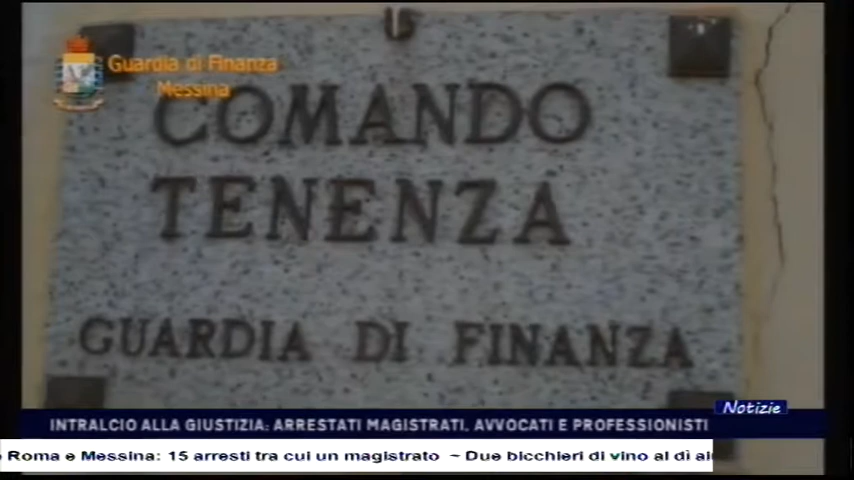 Guardia di Finanza
Messina
COMANDO
TENENZA
GUARDIA DI FINANZA
Notizie
INTRALCIO ALLA GIUSTIZIA: ARRESTATI MAGISTRATI, AVVOCATI E PROFESSIONISTI
Roma e Messina: 15 arresti tra cui un magistrato ~ Due bicchieri di vino al dì